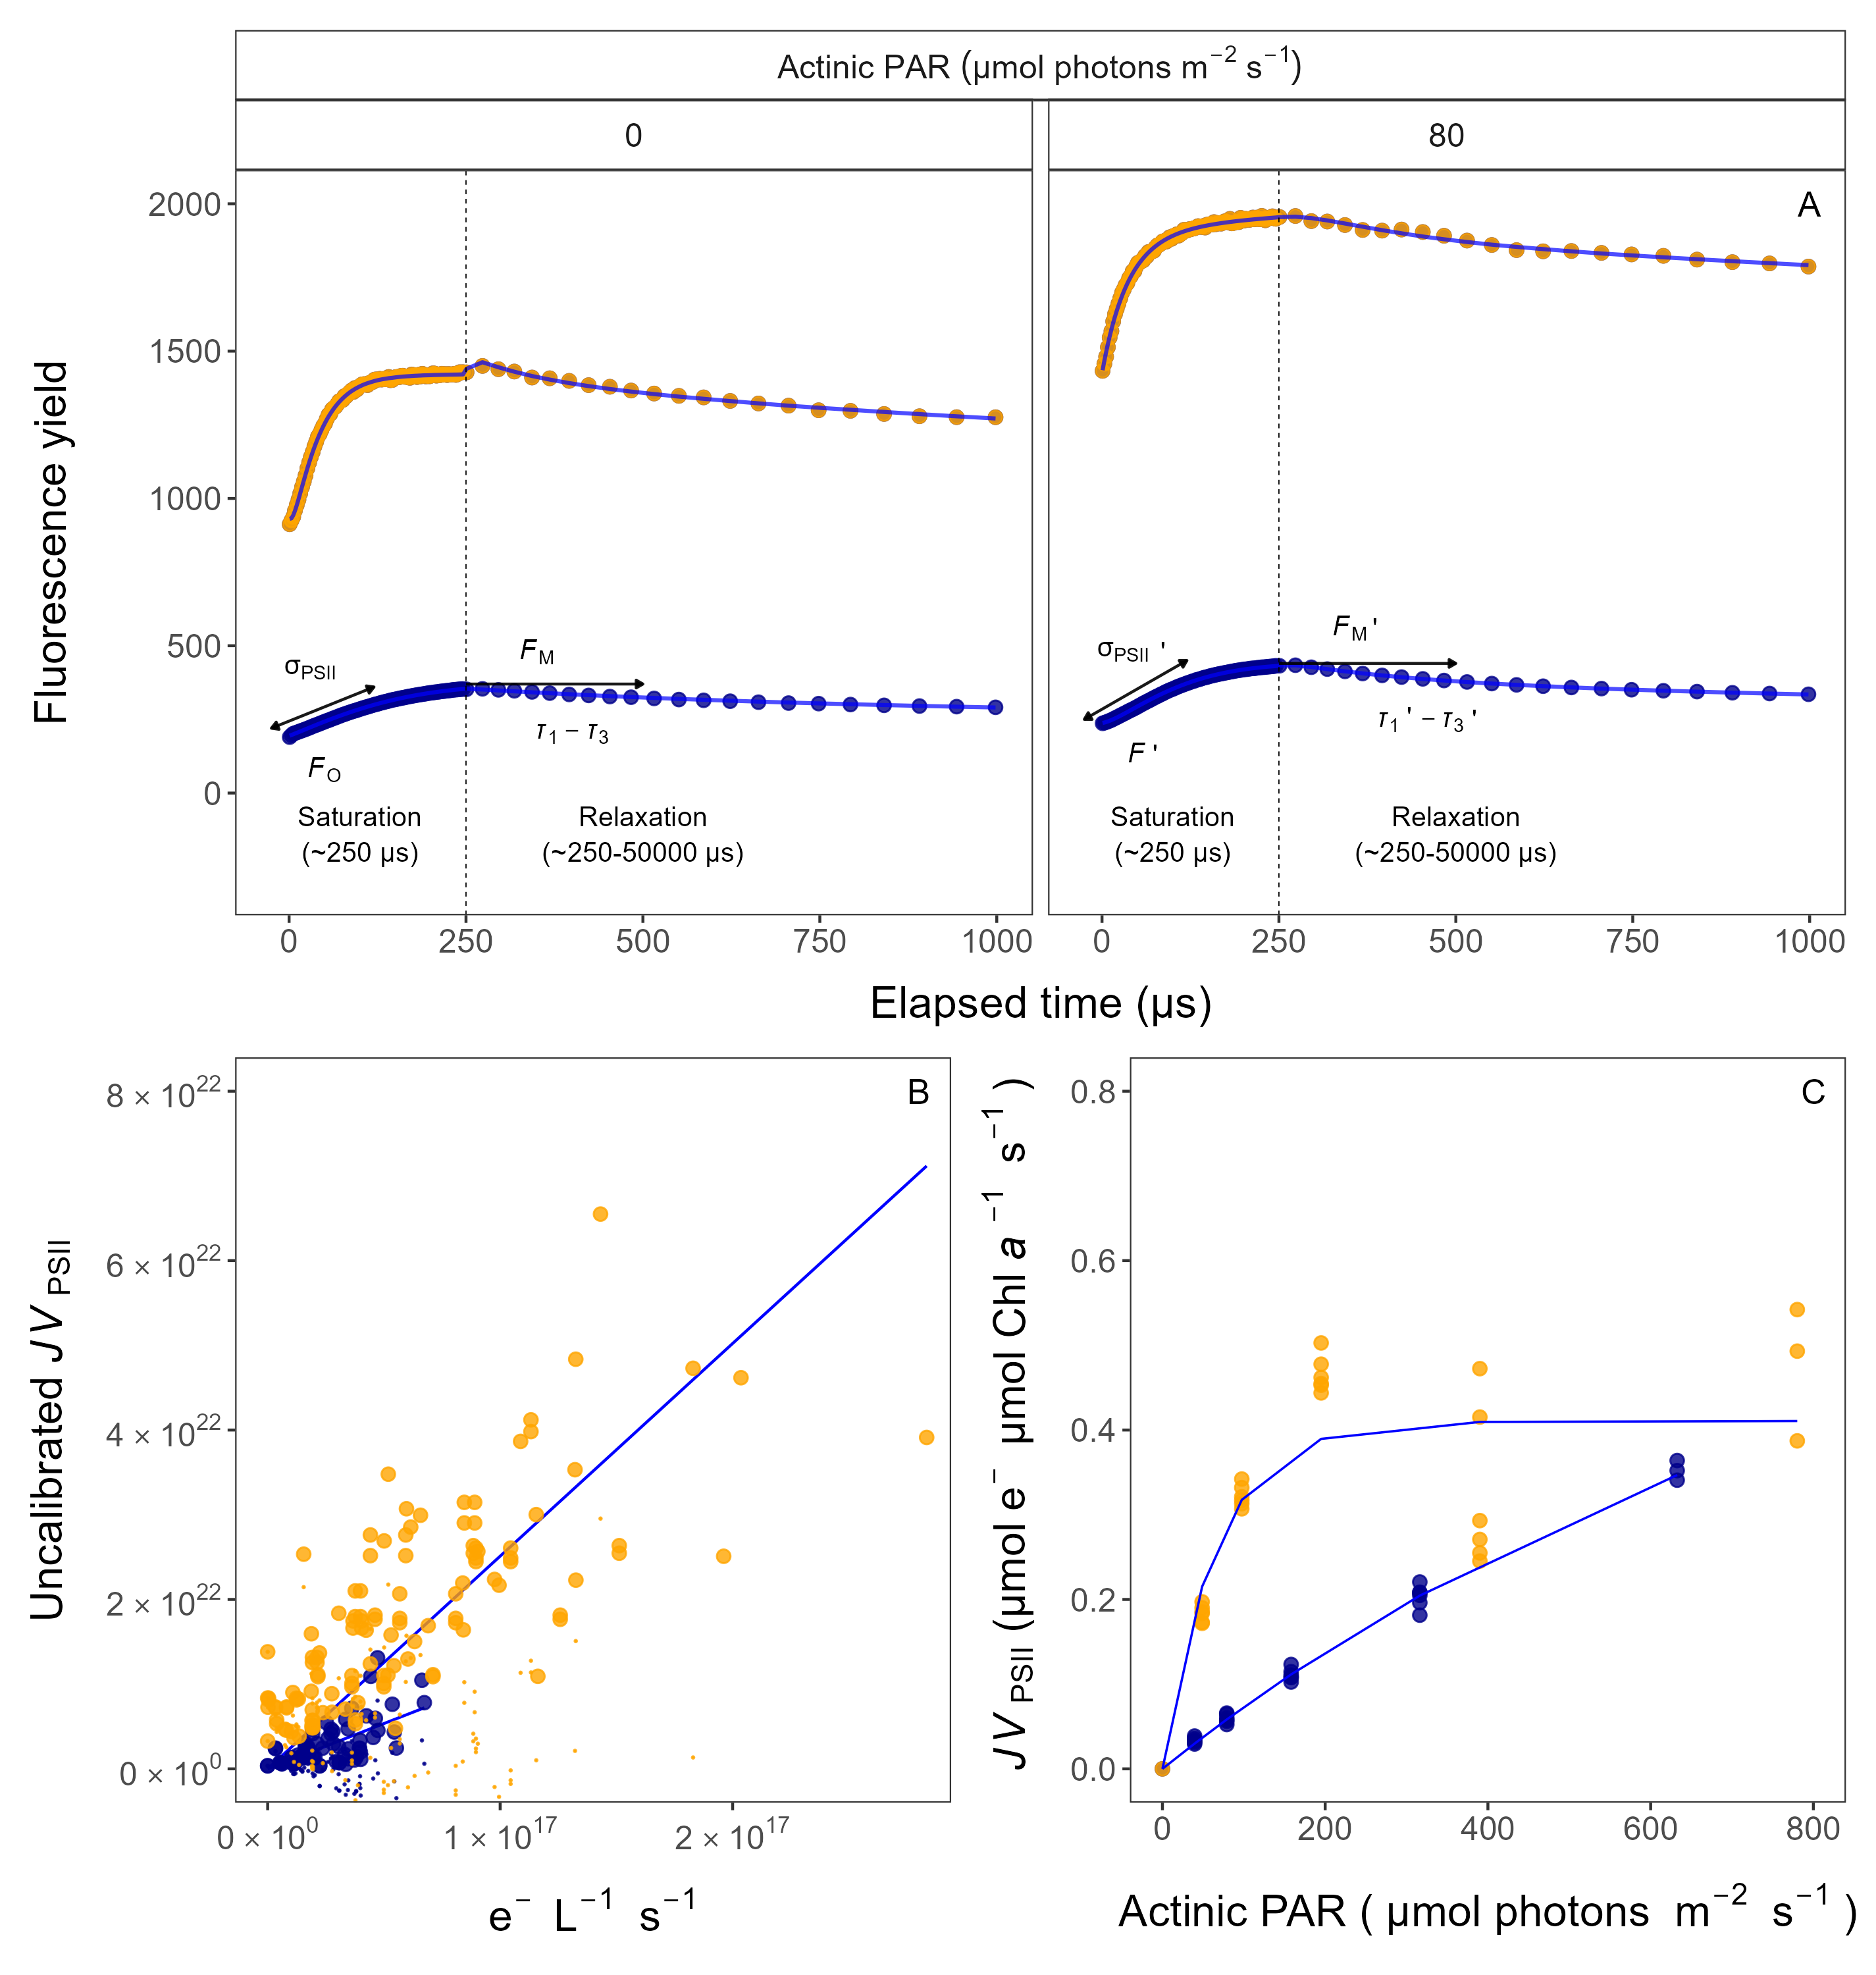 Actinic PAR (µmol photons m⁻² s⁻¹)
0
80
A
Fluorescence yield
2000
1500
1000
500
0
σPSII
FM
τ1 − τ3
FO
Saturation
(~250 µs)
Relaxation
(~250-50000 µs)
σPSII '
FM '
τ1 ' − τ3 '
F '
Saturation
(~250 µs)
Relaxation
(~250-50000 µs)
0 250 500 750 1000
0 250 500 750 1000
Elapsed time (µs)
B
Uncalibrated JVPSII
8 × 10²²
6 × 10²²
4 × 10²²
2 × 10²²
0 × 10⁰
0 × 10⁰ 1 × 10¹⁷ 2 × 10¹⁷
e⁻ L⁻¹ s⁻¹
C
JVPSII (µmol e⁻ µmol Chl a⁻¹ s⁻¹ )
0.8
0.6
0.4
0.2
0.0
0 200 400 600 800
Actinic PAR ( µmol photons m⁻² s⁻¹ )